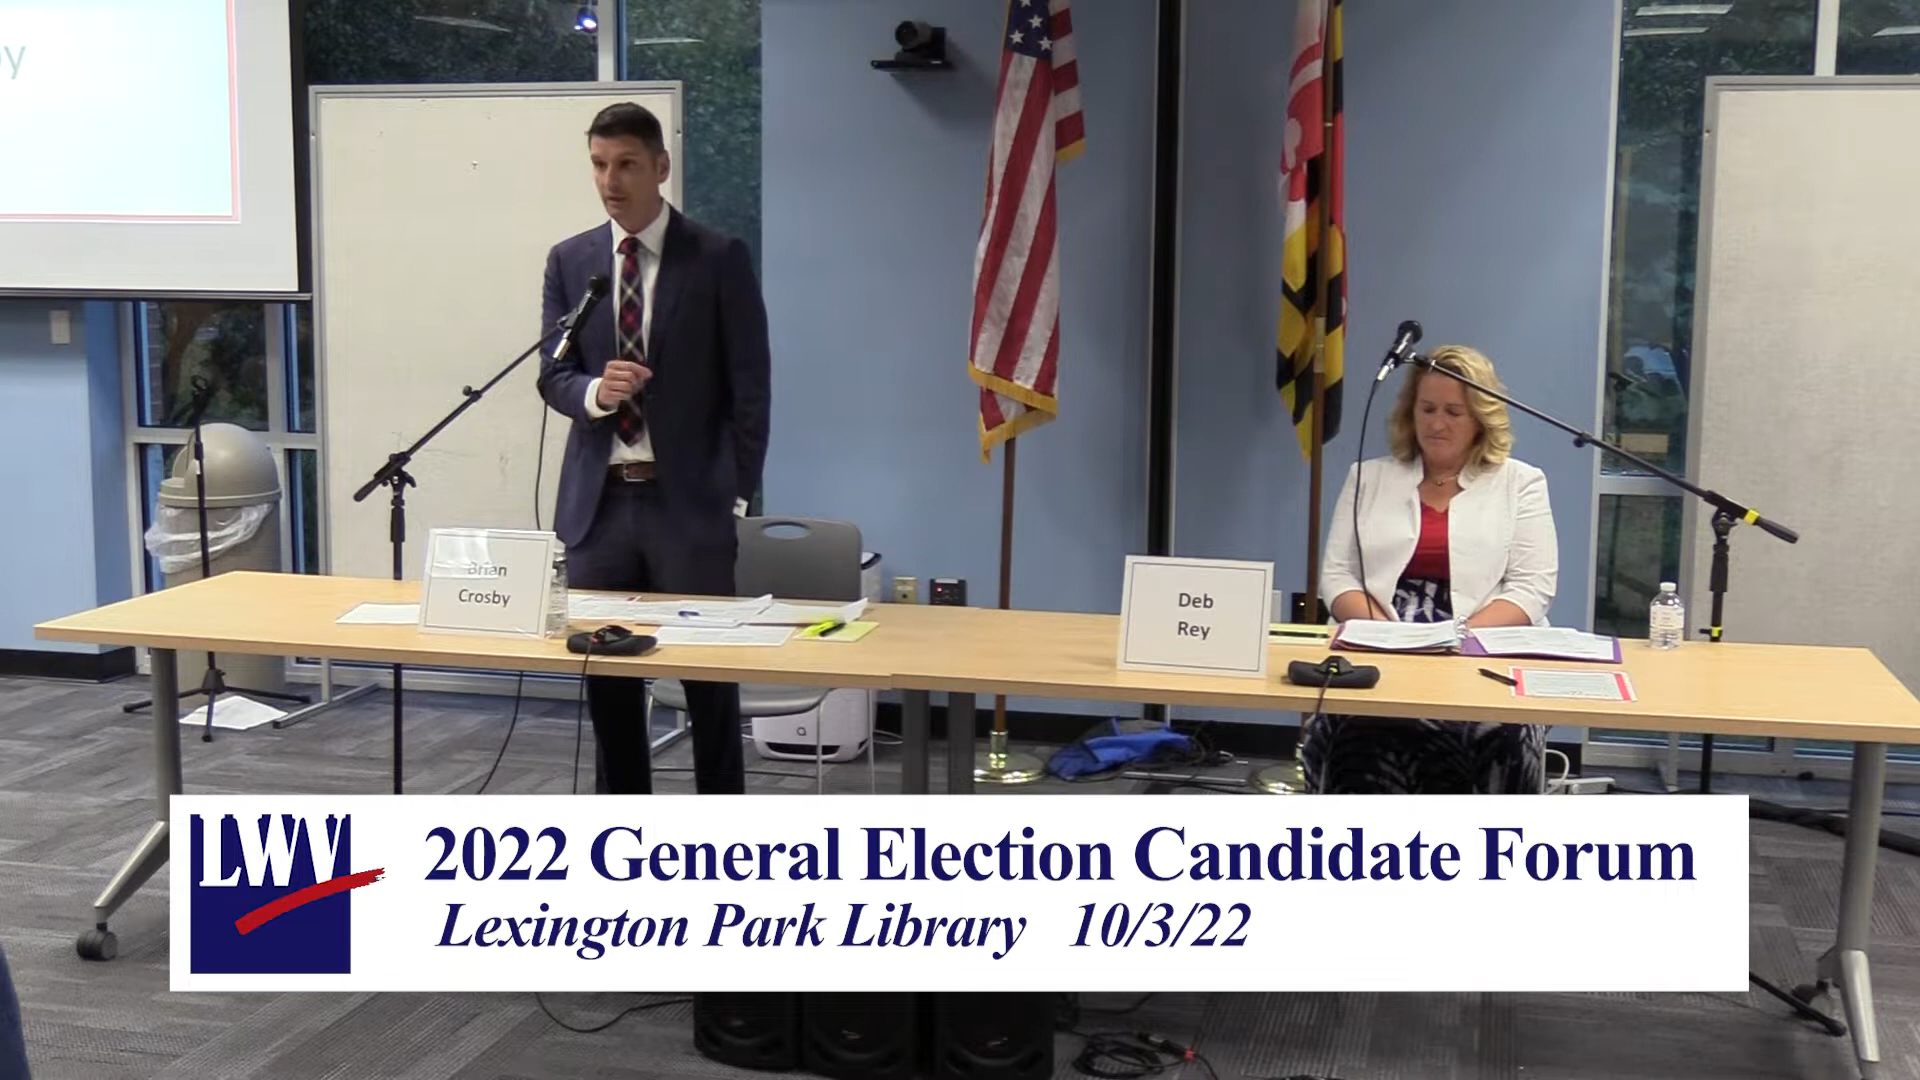 y
Brian
Crosby
Deb
Rey
LWV
2022 General Election Candidate Forum
Lexington Park Library 10/3/22